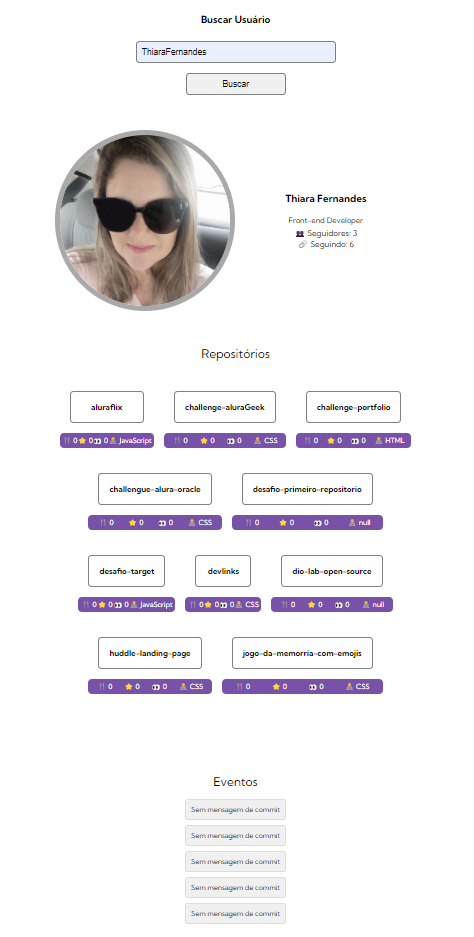 Buscar Usuário
ThiaraFernandes
Buscar
Thiara Fernandes
Front-end Developer
👥 Seguidores: 3
🔗 Seguindo: 6
Repositórios
aluraflix challenge-aluraGeek challenge-portfolio
🍴 0 ⭐ 0 👀 0 👩‍💻 JavaScript 🍴 0 ⭐ 0 👀 0 👩‍💻 CSS 🍴 0 ⭐ 0 👀 0 👩‍💻 HTML
challengue-alura-oracle desafio-primeiro-repositorio
🍴 0 ⭐ 0 👀 0 👩‍💻 CSS 🍴 0 ⭐ 0 👀 0 👩‍💻 null
desafio-target devlinks dio-lab-open-source
🍴 0 ⭐ 0 👀 0 👩‍💻 JavaScript 🍴 0 ⭐ 0 👀 0 👩‍💻 CSS 🍴 0 ⭐ 0 👀 0 👩‍💻 null
huddle-landing-page jogo-da-memorria-com-emojis
🍴 0 ⭐ 0 👀 0 👩‍💻 CSS 🍴 0 ⭐ 0 👀 0 👩‍💻 CSS
Eventos
Sem mensagem de commit
Sem mensagem de commit
Sem mensagem de commit
Sem mensagem de commit
Sem mensagem de commit